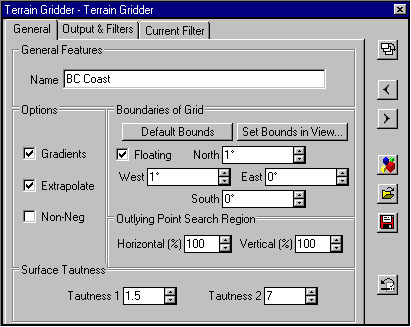 Terrain Gridder - Terrain Gridder
General Output & Filters Current Filter
General Features
Name BC Coast
Options
Boundaries of Grid
Default Bounds Set Bounds in View...
Gradients
Floating North 1°
Extrapolate
West 1° East 0°
Non-Neg
South 0°
Outlying Point Search Region
Horizontal (%) 100 Vertical (%) 100
Surface Tautness
Tautness 1 1.5 Tautness 2 7